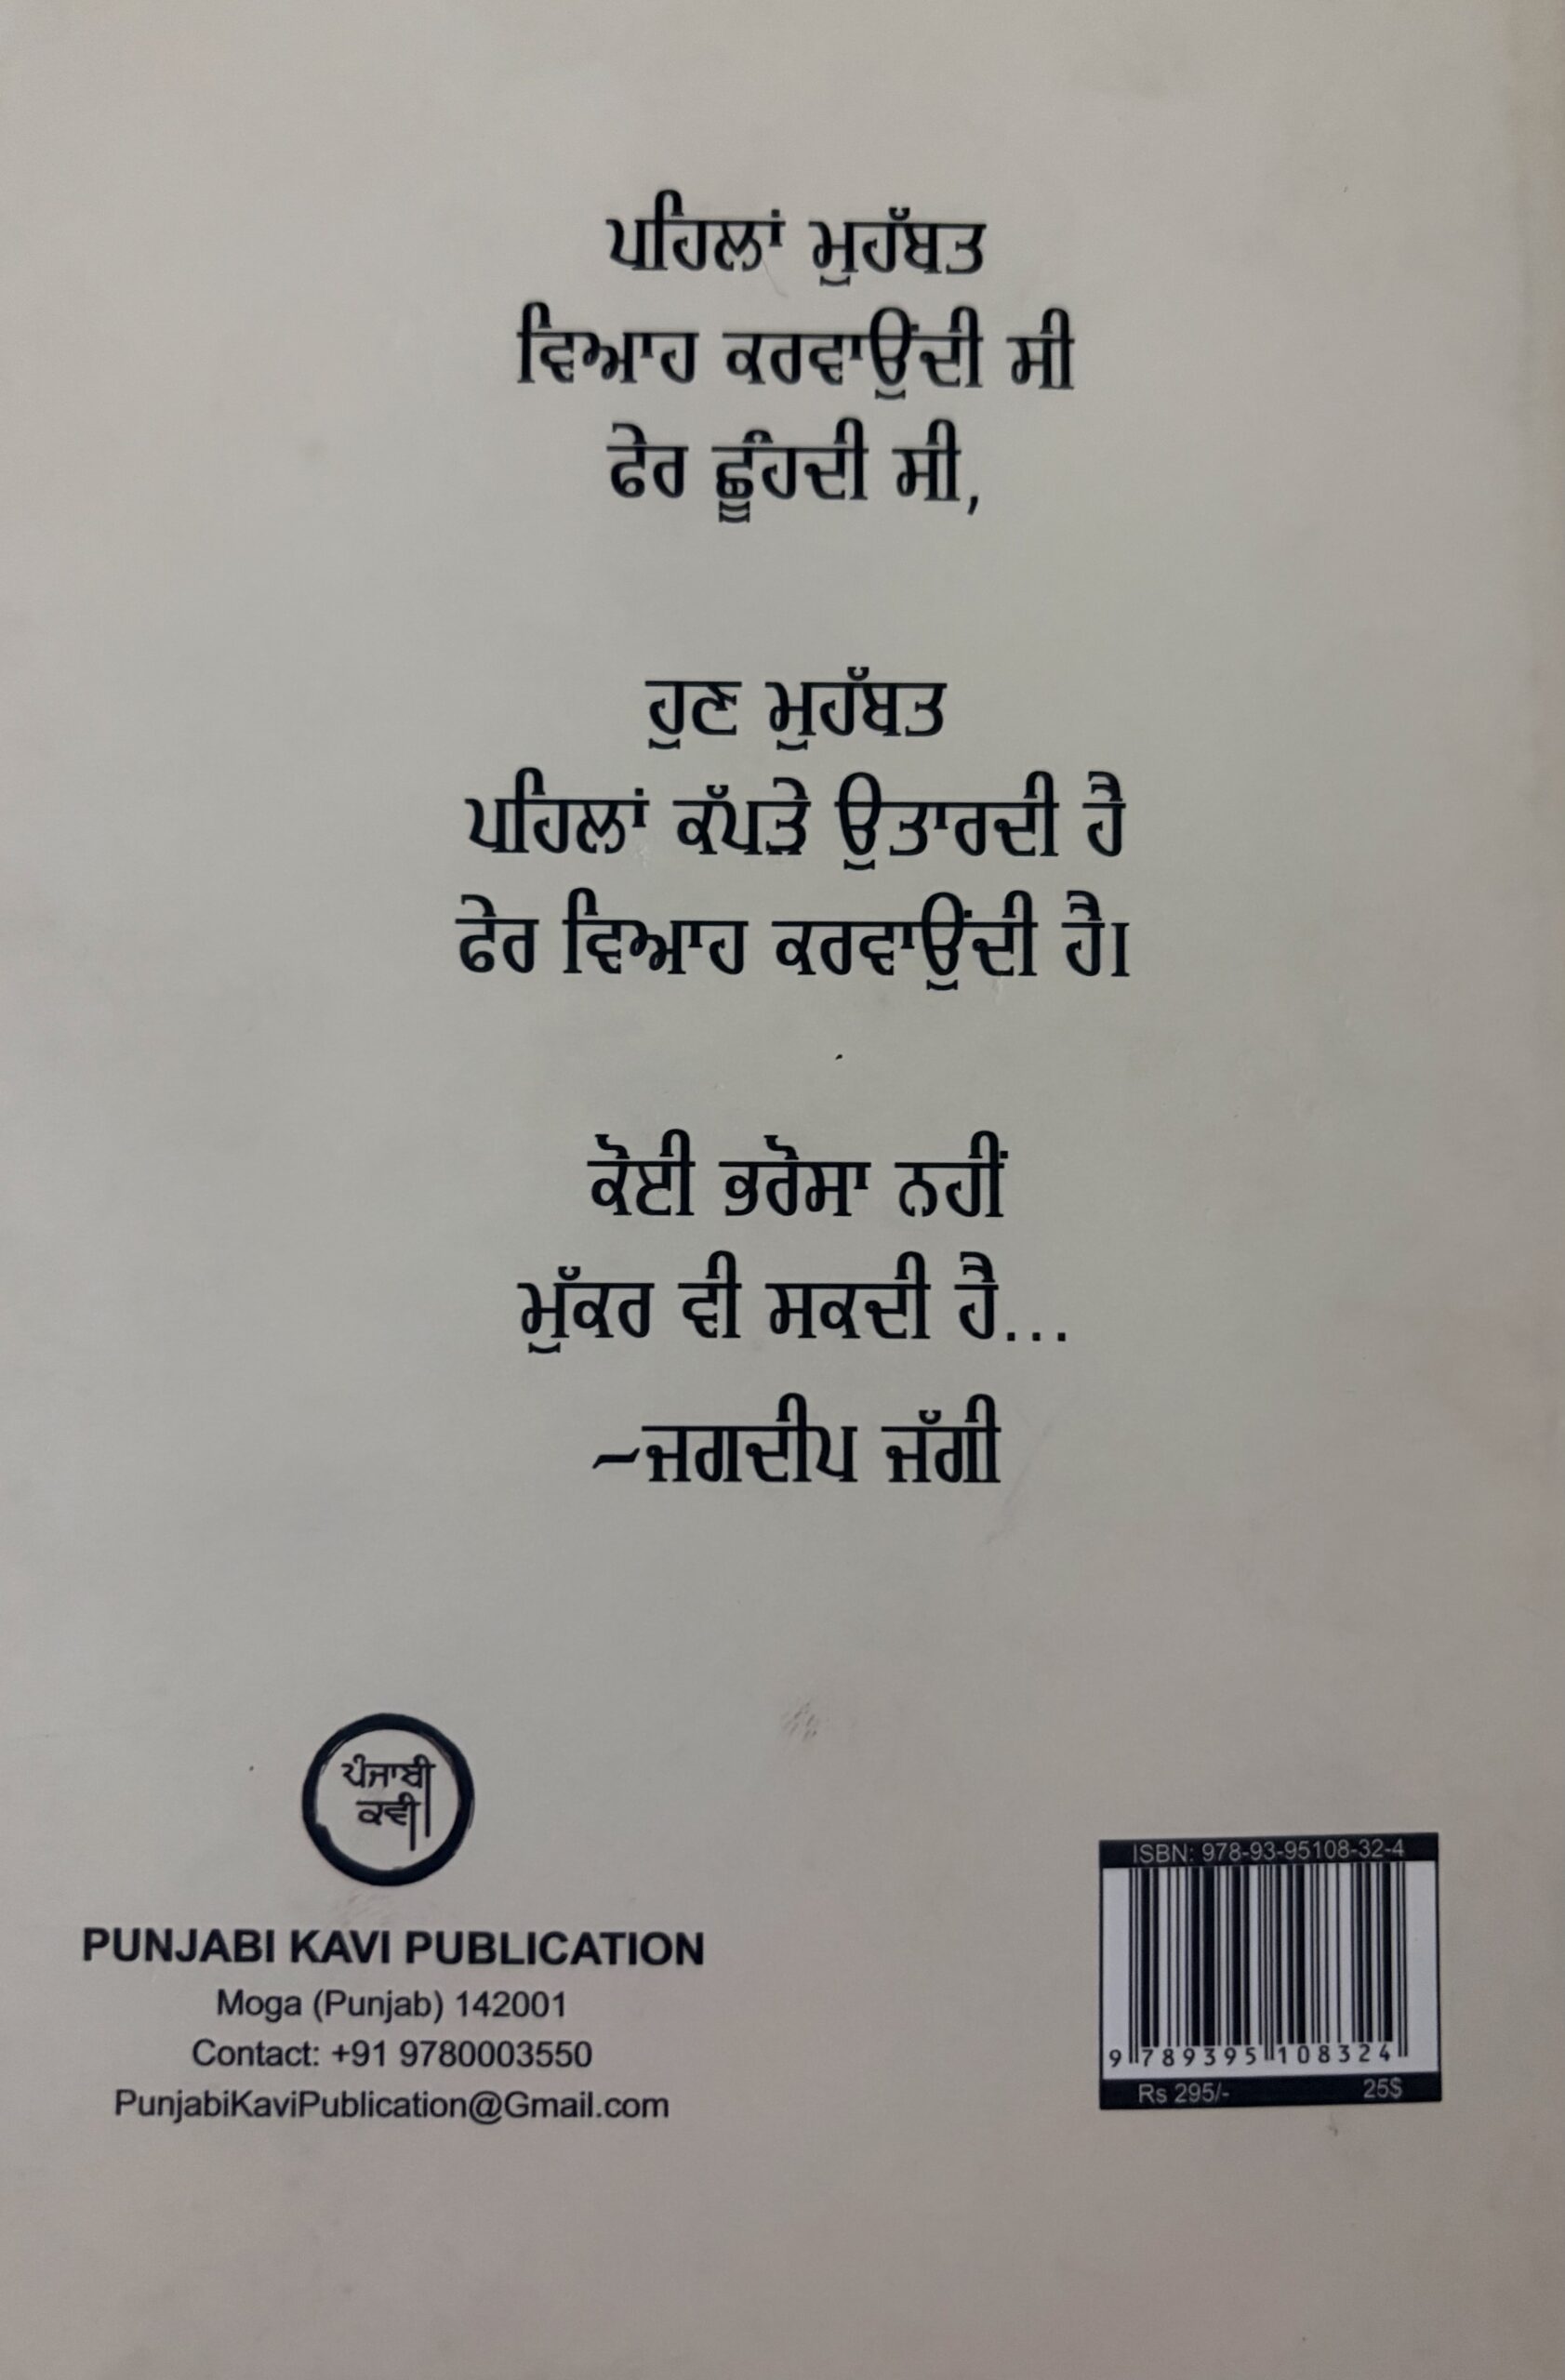 ਪਹਿਲਾਂ ਮੁਹੱਬਤ
ਵਿਆਹ ਕਰਵਾਉਂਦੀ ਸੀ
ਫੇਰ ਛੂੰਹਦੀ ਸੀ,
ਹੁਣ ਮੁਹੱਬਤ
ਪਹਿਲਾਂ ਕੱਪੜੇ ਉਤਾਰਦੀ ਹੈ
ਫੇਰ ਵਿਆਹ ਕਰਵਾਉਂਦੀ ਹੈ।
ਕੋਈ ਭਰੋਸਾ ਨਹੀਂ
ਮੁੱਕਰ ਵੀ ਸਕਦੀ ਹੈ...
~ਜਗਦੀਪ ਜੱਗੀ
ਪੰਜਾਬੀ
ਕਵੀ
PUNJABI KAVI PUBLICATION
Moga (Punjab) 142001
Contact: +91 9780003550
PunjabiKaviPublication@Gmail.com
ISBN: 978-93-95108-32-4
9 789395 108324
Rs 295/- 25$